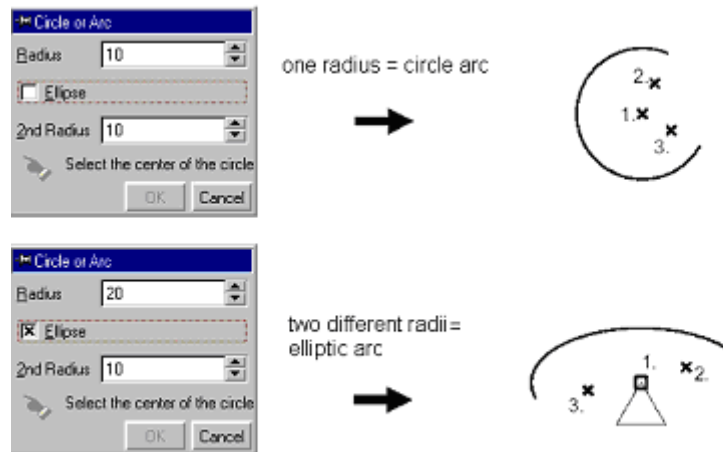 Circle or Arc
Radius 10
Ellipse
2nd Radius 10
Select the center of the circle
OK Cancel
one radius = circle arc
2.
1.
3.
Circle or Arc
Radius 20
Ellipse
2nd Radius 10
Select the center of the circle
OK Cancel
two different radii=
elliptic arc
1.
2.
3.